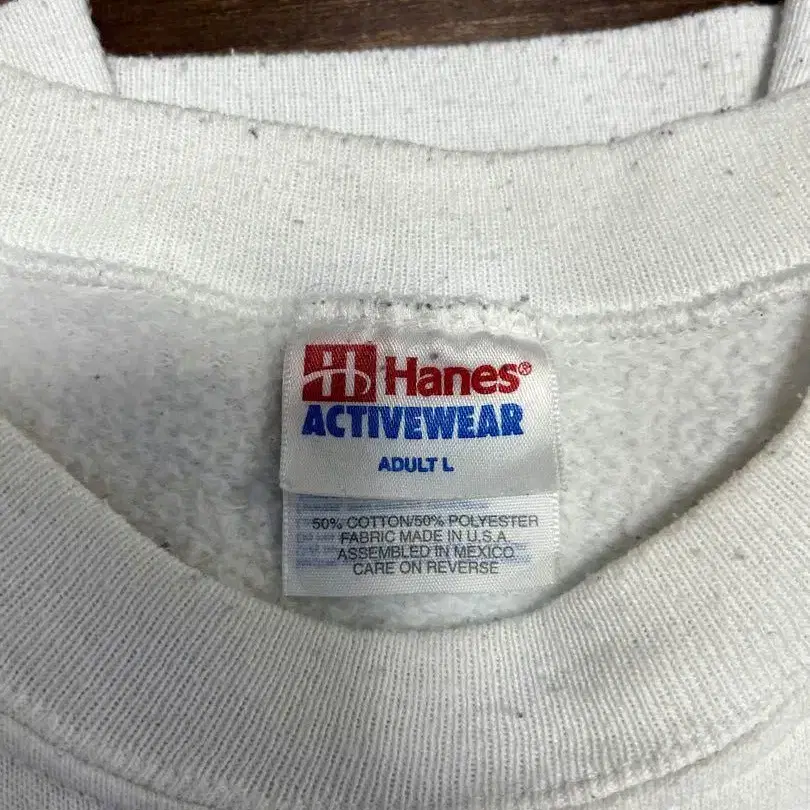 Hanes®
ACTIVEWEAR
ADULT L
50% COTTON/50% POLYESTER
FABRIC MADE IN U.S.A.
ASSEMBLED IN MEXICO
CARE ON REVERSE